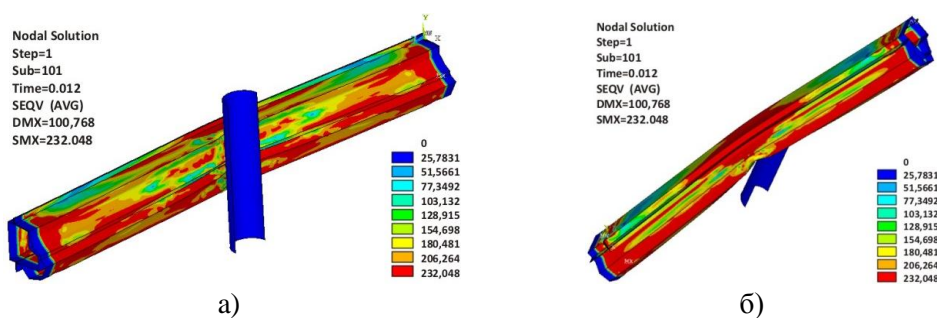 Nodal Solution
Step=1
Sub=101
Time=0.012
SEQV (AVG)
DMX=100,768
SMX=232.048
Y
X
0
25,7831
51,5661
77,3492
103,132
128,915
154,698
180,481
206,264
232,048
а)
Nodal Solution
Step=1
Sub=101
Time=0.012
SEQV (AVG)
DMX=100,768
SMX=232.048
MX
0
25,7831
51,5661
77,3492
103,132
128,915
154,698
180,481
206,264
232,048
б)